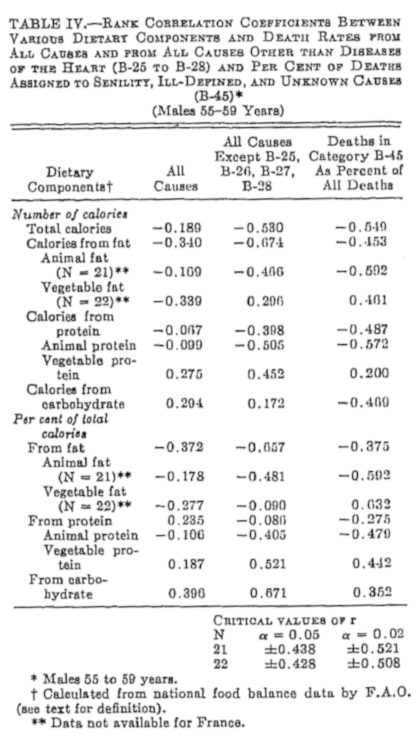 TABLE IV.—RANK CORRELATION COEFFICIENTS BETWEEN
VARIOUS DIETARY COMPONENTS AND DEATH RATES FROM
ALL CAUSES AND FROM ALL CAUSES OTHER THAN DISEASES
OF THE HEART (B-25 TO B-28) AND PER CENT OF DEATHS
ASSIGNED TO SENILITY, ILL-DEFINED, AND UNKNOWN CAUSES
(B-45)*
(Males 55-59 Years)
Dietary Components† All Causes All Causes Except B-25, B-26, B-27, B-28 Deaths in Category B-45 As Percent of All Deaths
Number of calories
Total calories −0.189 −0.530 −0.549
Calories from fat −0.340 −0.674 −0.453
Animal fat
(N = 21)** −0.109 −0.466 −0.592
Vegetable fat
(N = 22)** −0.339 0.296 0.461
Calories from
protein −0.067 −0.398 −0.487
Animal protein −0.099 −0.505 −0.572
Vegetable pro-
tein 0.275 0.452 0.200
Calories from
carbohydrate 0.294 0.172 −0.469
Per cent of total
calories
From fat −0.372 −0.657 −0.375
Animal fat
(N = 21)** −0.178 −0.481 −0.592
Vegetable fat
(N = 22)** −0.277 −0.090 0.632
From protein 0.235 −0.086 −0.275
Animal protein −0.106 −0.405 −0.479
Vegetable pro-
tein 0.187 0.521 0.442
From carbo-
hydrate 0.396 0.671 0.352
CRITICAL VALUES OF r
N α = 0.05 α = 0.02
21 ±0.438 ±0.521
22 ±0.428 ±0.508
* Males 55 to 59 years.
† Calculated from national food balance data by F.A.O.
(see text for definition).
** Data not available for France.